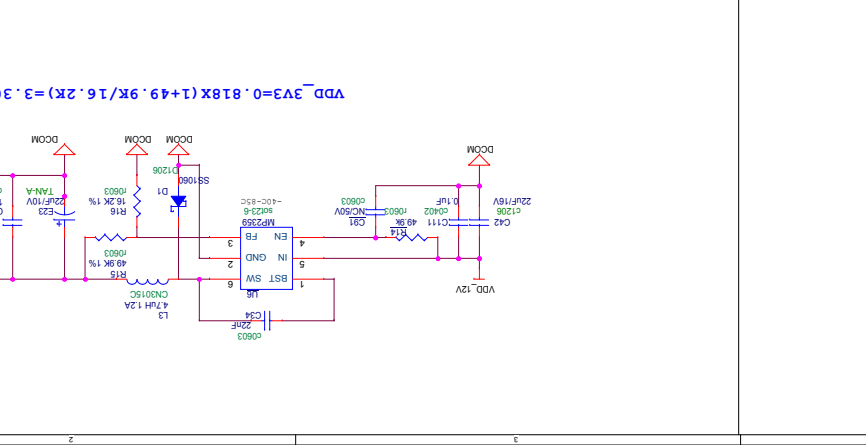 3
2
c0603
22nF
C34
L3
4.7uH 1.2A
CN3015C
VDD_12V
U6
1
BST
SW
6
R15
49.9K 1%
r0603
5
IN
GND
2
4
EN
FB
3
MP2359
sot23-6
-40C~85C
R14
49.9K
r0603
C42
22uF/16V
c1206
C111
0.1uF
c0402
C91
NC/50V
c0603
R16
16.2K 1%
r0603
E23
22uF/10V
TAN-A
D1
SS1060
D1206
DCOM
DCOM
DCOM
DCOM
VDD_3V3=0.818X(1+49.9K/16.2K)=3.3